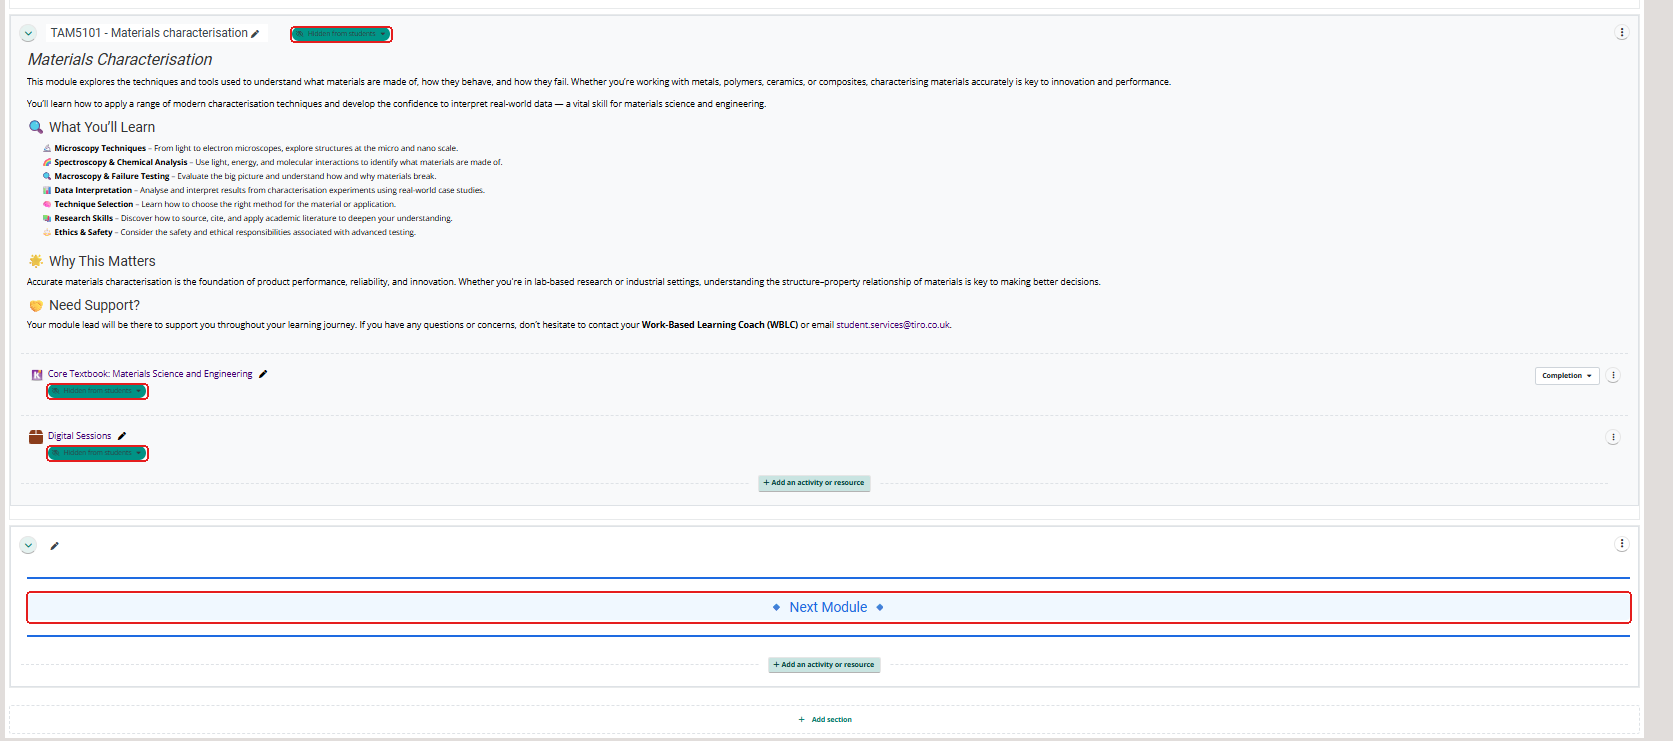 TAM5101 - Materials characterisation
Hidden from students
Materials Characterisation
This module explores the techniques and tools used to understand what materials are made of, how they behave, and how they fail. Whether you're working with metals, polymers, ceramics, or composites, characterising materials accurately is key to innovation and performance.
You'll learn how to apply a range of modern characterisation techniques and develop the confidence to interpret real-world data — a vital skill for materials science and engineering.
What You'll Learn
Microscopy Techniques – From light to electron microscopes, explore structures at the micro and nano scale.
Spectroscopy & Chemical Analysis – Use light, energy, and molecular interactions to identify what materials are made of.
Macroscopy & Failure Testing – Evaluate the big picture and understand how and why materials break.
Data Interpretation – Analyse and interpret results from characterisation experiments using real-world case studies.
Technique Selection – Learn how to choose the right method for the material or application.
Research Skills – Discover how to source, cite, and apply academic literature to deepen your understanding.
Ethics & Safety – Consider the safety and ethical responsibilities associated with advanced testing.
Why This Matters
Accurate materials characterisation is the foundation of product performance, reliability, and innovation. Whether you're in lab-based research or industrial settings, understanding the structure–property relationship of materials is key to making better decisions.
Need Support?
Your module lead will be there to support you throughout your learning journey. If you have any questions or concerns, don't hesitate to contact your Work-Based Learning Coach (WBLC) or email student.services@tiro.co.uk.
Core Textbook: Materials Science and Engineering
Completion
Hidden from students
Digital Sessions
Hidden from students
+ Add an activity or resource
Next Module
+ Add an activity or resource
+ Add section